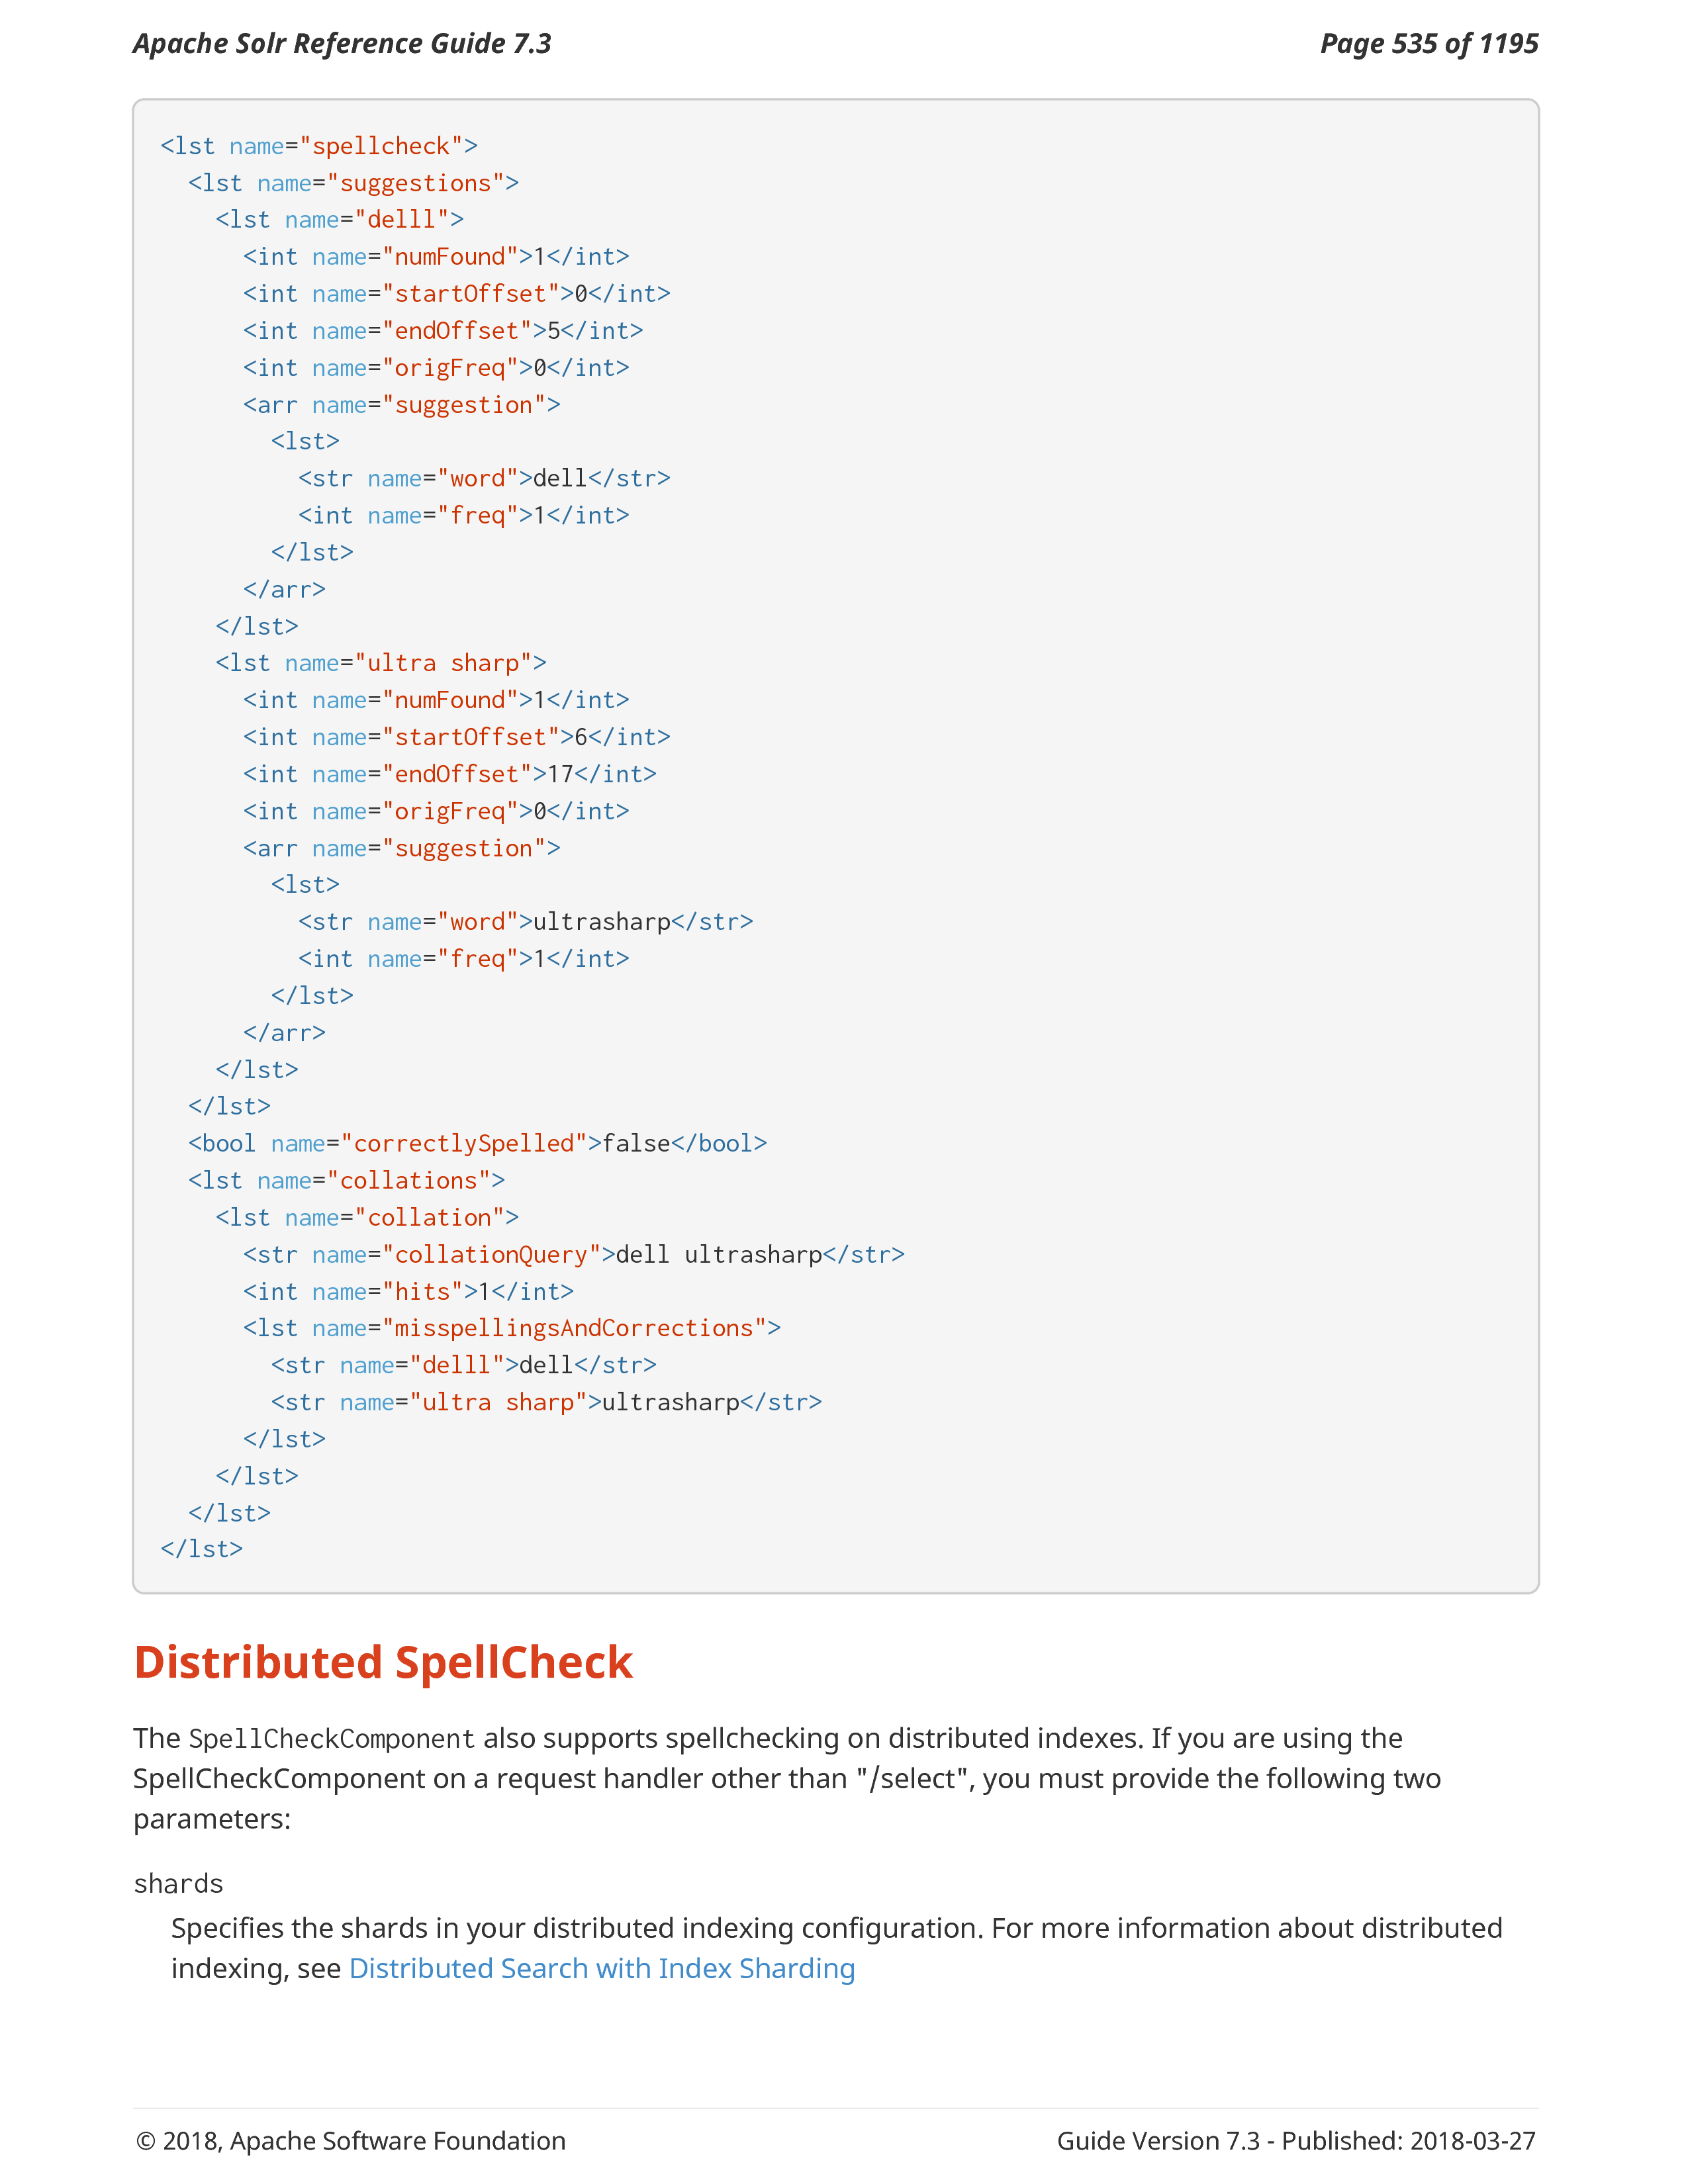 Apache Solr Reference Guide 7.3
Page 535 of 1195
<lst name="spellcheck">
  <lst name="suggestions">
    <lst name="delll">
      <int name="numFound">1</int>
      <int name="startOffset">0</int>
      <int name="endOffset">5</int>
      <int name="origFreq">0</int>
      <arr name="suggestion">
        <lst>
          <str name="word">dell</str>
          <int name="freq">1</int>
        </lst>
      </arr>
    </lst>
    <lst name="ultra sharp">
      <int name="numFound">1</int>
      <int name="startOffset">6</int>
      <int name="endOffset">17</int>
      <int name="origFreq">0</int>
      <arr name="suggestion">
        <lst>
          <str name="word">ultrasharp</str>
          <int name="freq">1</int>
        </lst>
      </arr>
    </lst>
  </lst>
  <bool name="correctlySpelled">false</bool>
  <lst name="collations">
    <lst name="collation">
      <str name="collationQuery">dell ultrasharp</str>
      <int name="hits">1</int>
      <lst name="misspellingsAndCorrections">
        <str name="delll">dell</str>
        <str name="ultra sharp">ultrasharp</str>
      </lst>
    </lst>
  </lst>
</lst>
Distributed SpellCheck
The SpellCheckComponent also supports spellchecking on distributed indexes. If you are using the
SpellCheckComponent on a request handler other than "/select", you must provide the following two
parameters:
shards
Specifies the shards in your distributed indexing configuration. For more information about distributed
indexing, see Distributed Search with Index Sharding
© 2018, Apache Software Foundation
Guide Version 7.3 - Published: 2018-03-27